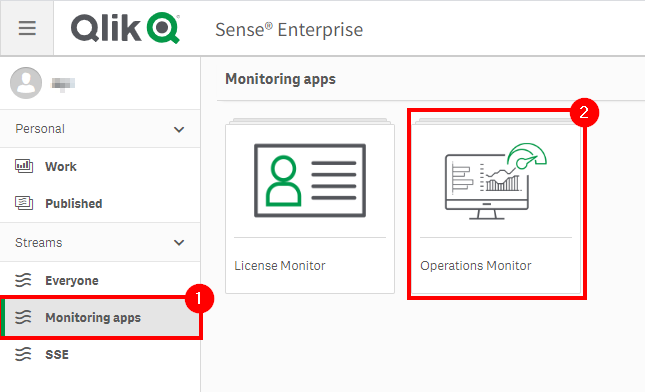 Qlik Sense® Enterprise
Monitoring apps
Personal
Work
Published
Streams
Everyone
Monitoring apps
SSE
1
2
License Monitor
Operations Monitor